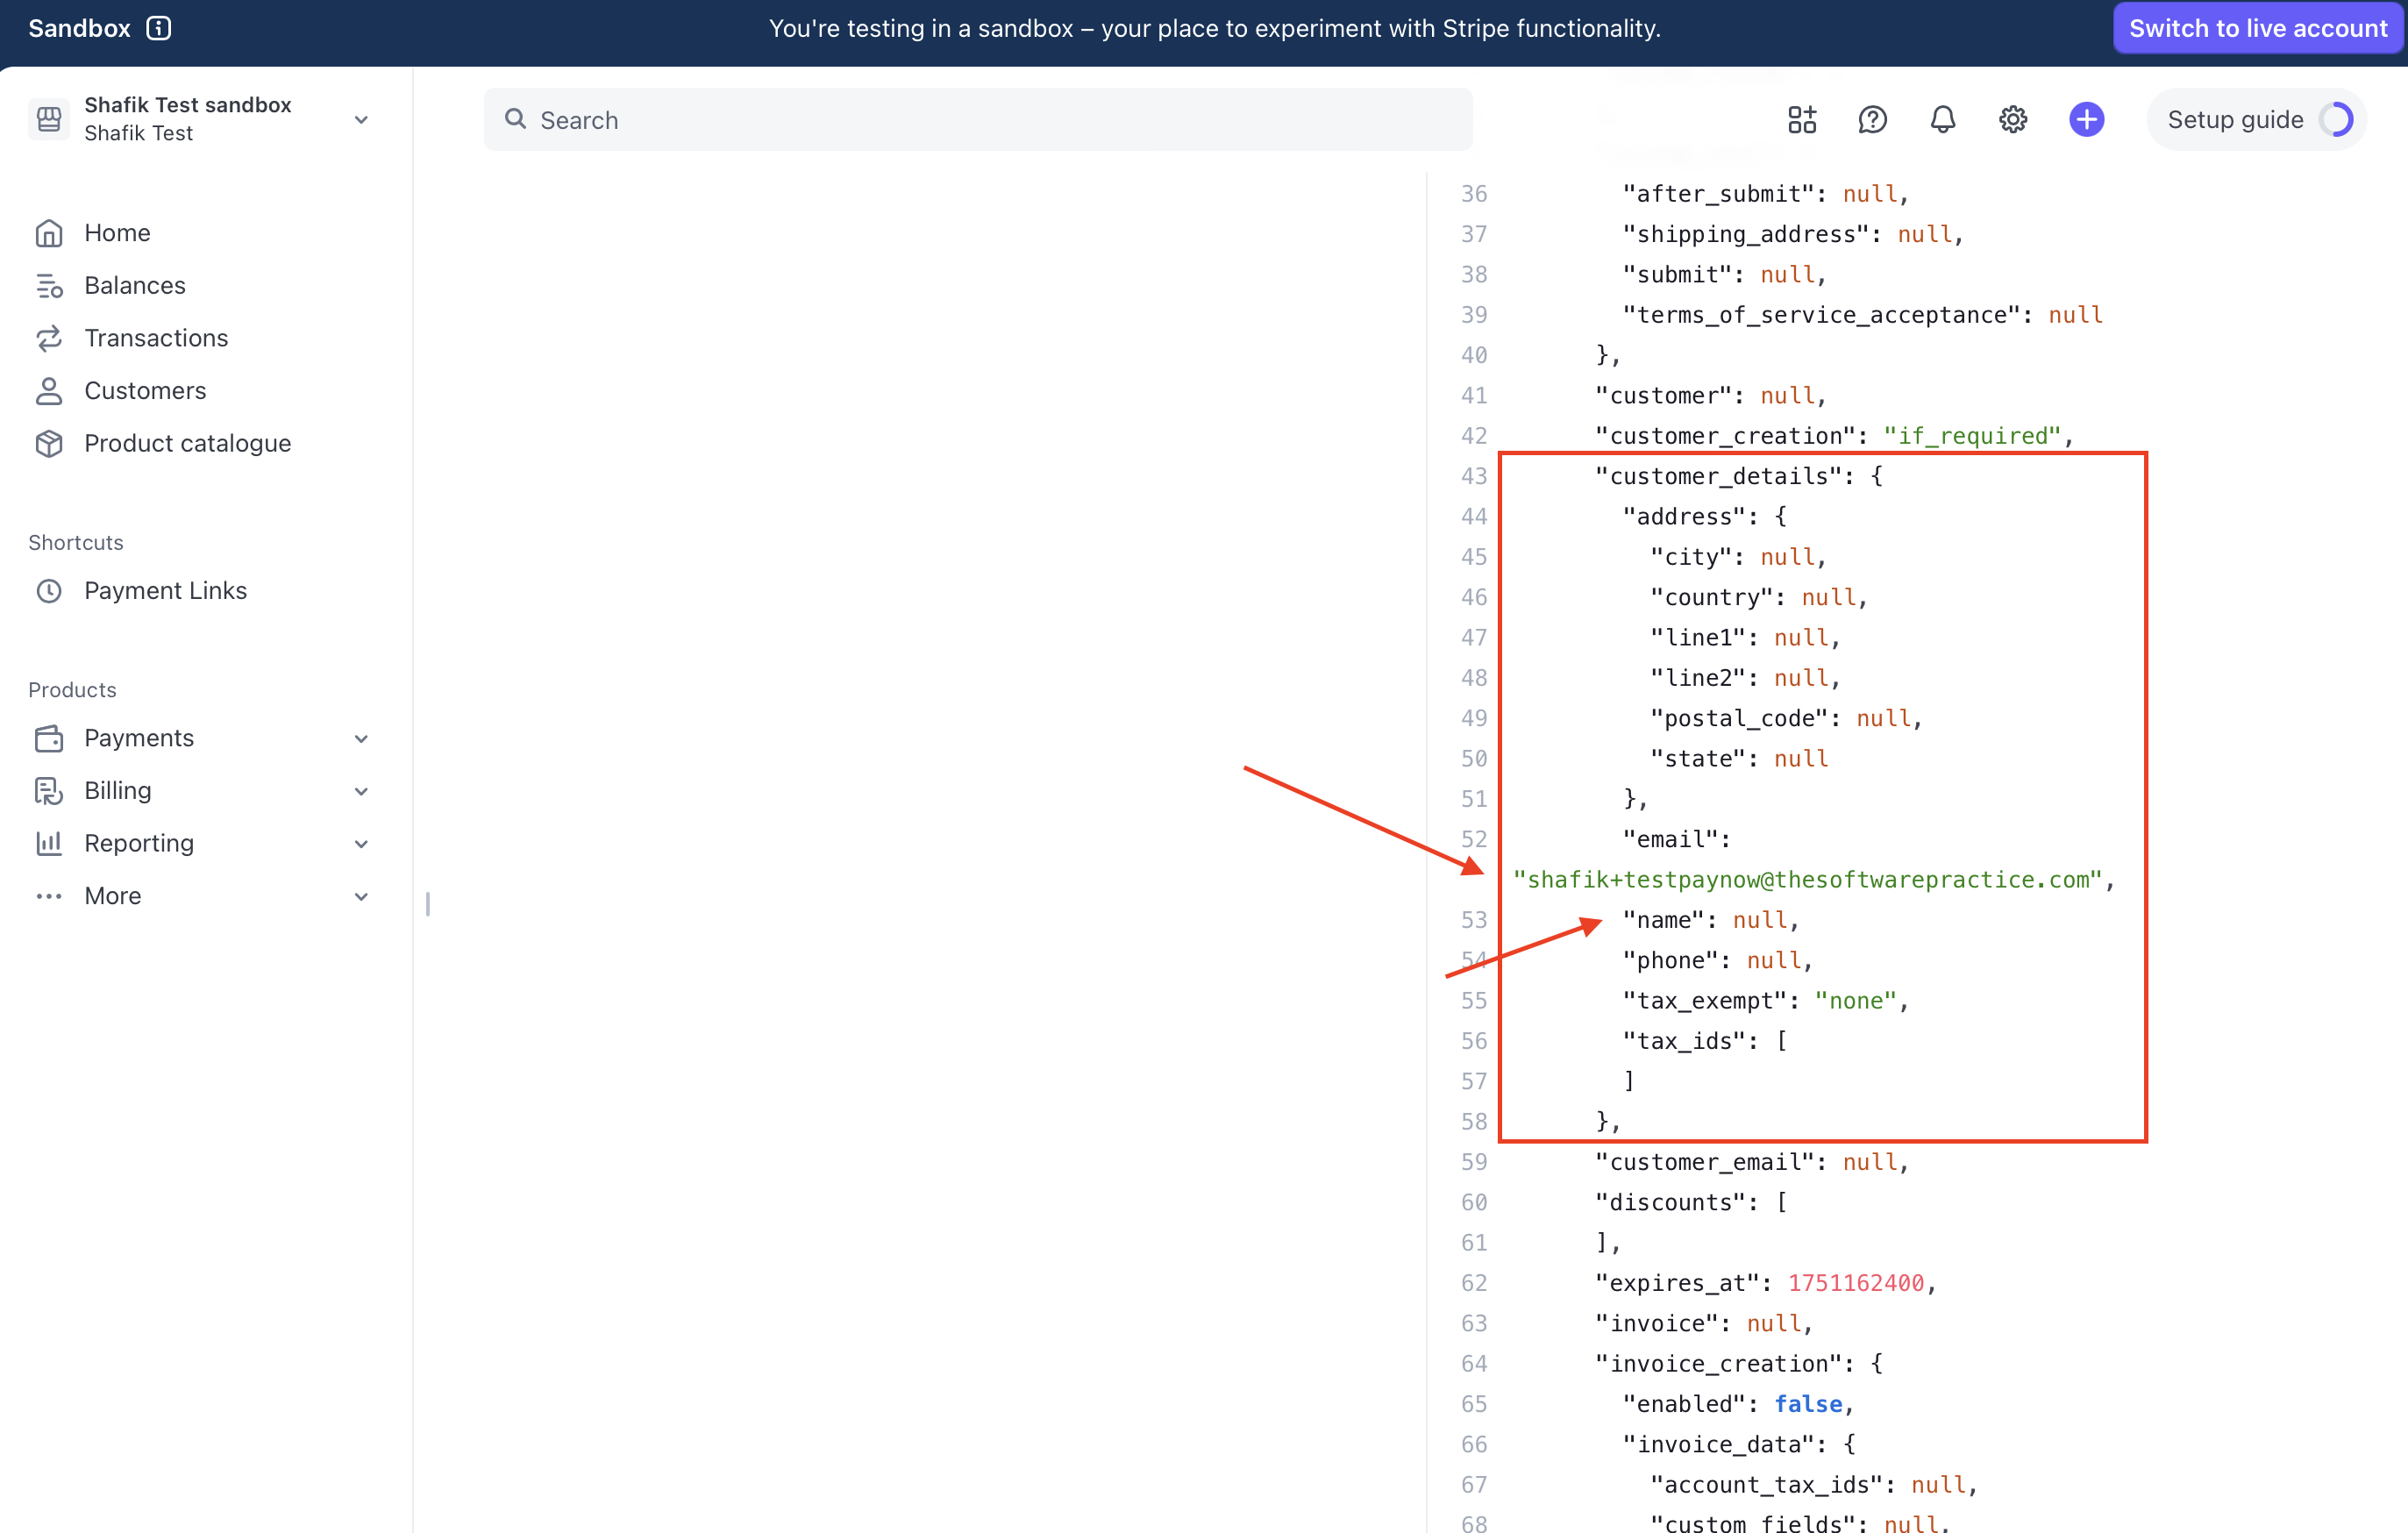 Sandbox
You're testing in a sandbox – your place to experiment with Stripe functionality.
Switch to live account
Shafik Test sandbox
Shafik Test
Search
Setup guide
Home
Balances
Transactions
Customers
Product catalogue
Shortcuts
Payment Links
Products
Payments
Billing
Reporting
More
36 "after_submit": null,
37 "shipping_address": null,
38 "submit": null,
39 "terms_of_service_acceptance": null
40 },
41 "customer": null,
42 "customer_creation": "if_required",
43 "customer_details": {
44 "address": {
45 "city": null,
46 "country": null,
47 "line1": null,
48 "line2": null,
49 "postal_code": null,
50 "state": null
51 },
52 "email":
"shafik+testpaynow@thesoftwarepractice.com",
53 "name": null,
54 "phone": null,
55 "tax_exempt": "none",
56 "tax_ids": [
57 ]
58 },
59 "customer_email": null,
60 "discounts": [
61 ],
62 "expires_at": 1751162400,
63 "invoice": null,
64 "invoice_creation": {
65 "enabled": false,
66 "invoice_data": {
67 "account_tax_ids": null,
68 "custom_fields": null,